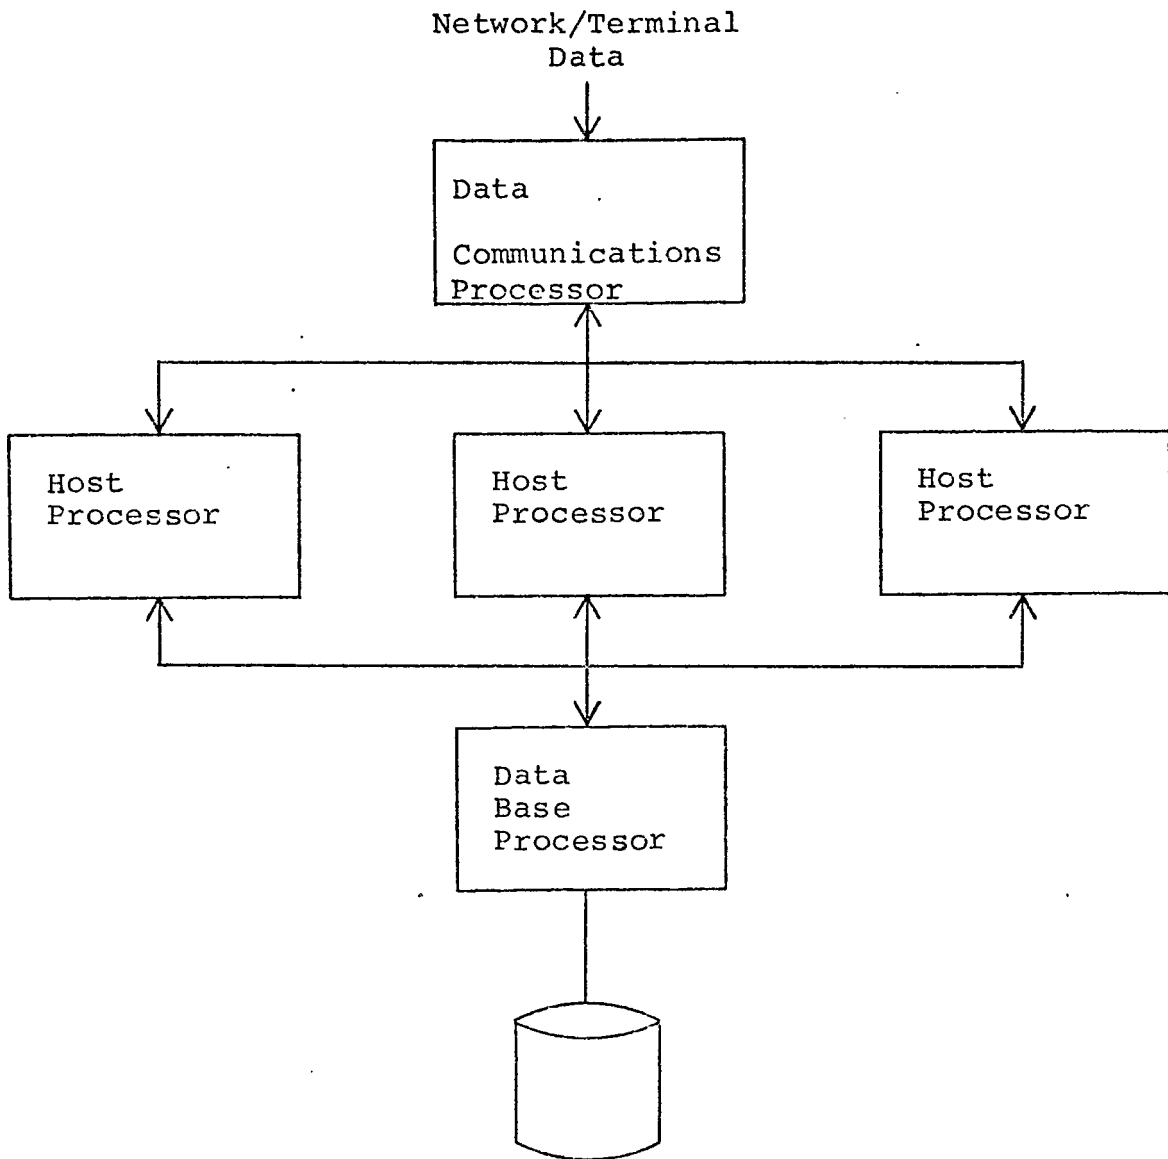 Network/Terminal
Data
Data
Communications
Processor
Host
Processor
Host
Processor
Host
Processor
Data
Base
Processor